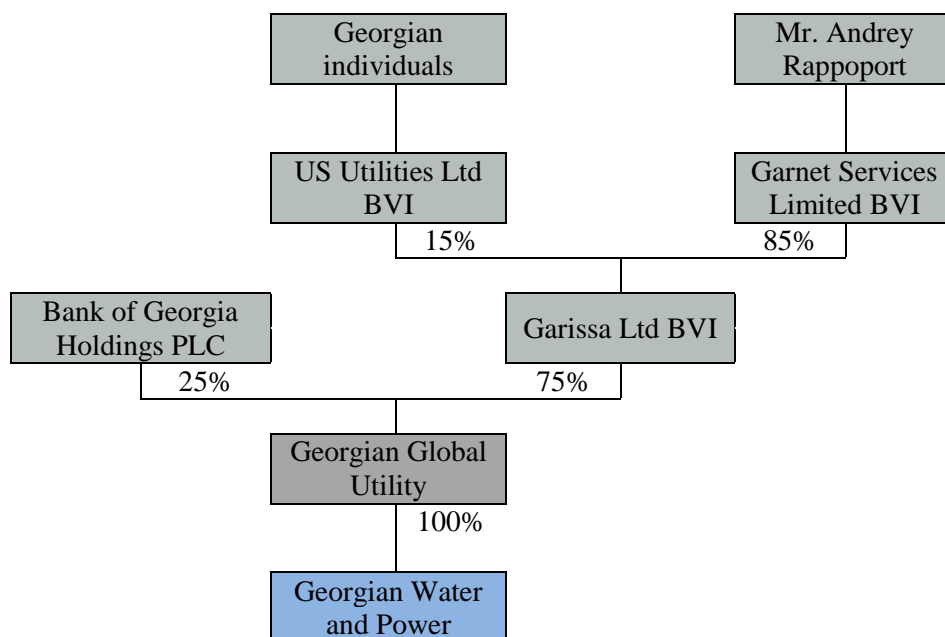 Georgian
individuals
Mr. Andrey
Rappoport
US Utilities Ltd
BVI
Garnet Services
Limited BVI
15%
85%
Bank of Georgia
Holdings PLC
Garissa Ltd BVI
25%
75%
Georgian Global
Utility
100%
Georgian Water
and Power